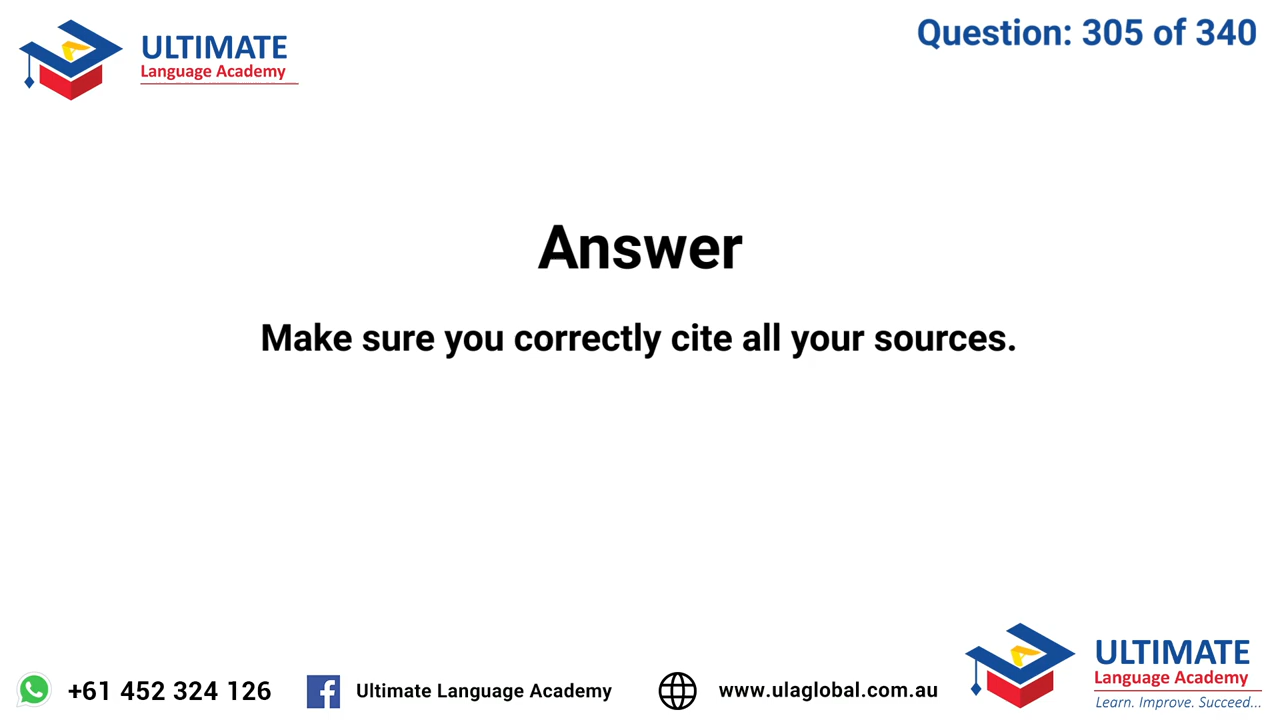 ULTIMATE
Language Academy
Question: 305 of 340
Answer
Make sure you correctly cite all your sources.
+61 452 324 126
Ultimate Language Academy
www.ulaglobal.com.au
ULTIMATE
Language Academy
Learn. Improve. Succeed...